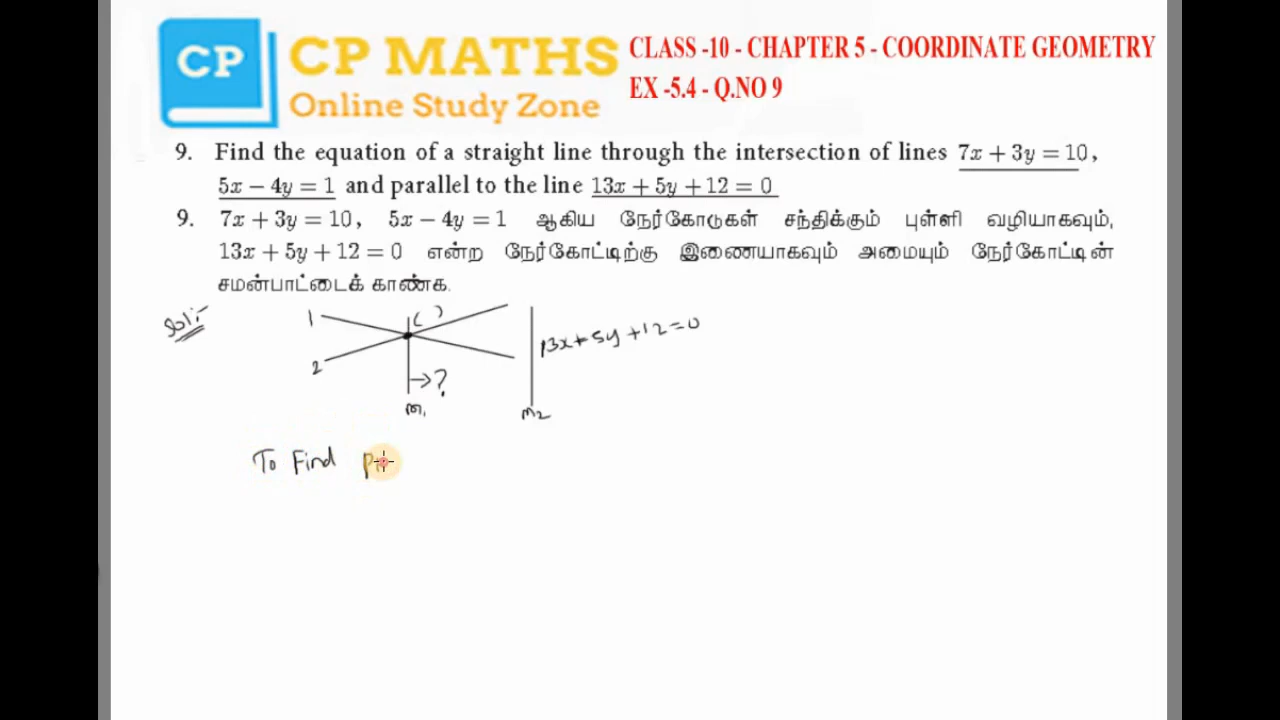 CP
CP MATHS
Online Study Zone
CLASS -10 - CHAPTER 5 - COORDINATE GEOMETRY
EX -5.4 - Q.NO 9
9. Find the equation of a straight line through the intersection of lines 7x + 3y = 10,
5x − 4y = 1 and parallel to the line 13x + 5y + 12 = 0
9. 7x + 3y = 10, 5x − 4y = 1 ஆகிய நேர்கோடுகள் சந்திக்கும் புள்ளி வழியாகவும்,
13x + 5y + 12 = 0 என்ற நேர்கோட்டிற்கு இணையாகவும் அமையும் நேர்கோட்டின்
சமன்பாட்டைக் காண்க.
Sol:-
1 ( )
13x+5y+12=0
2
→?
m₁ m₂
To Find